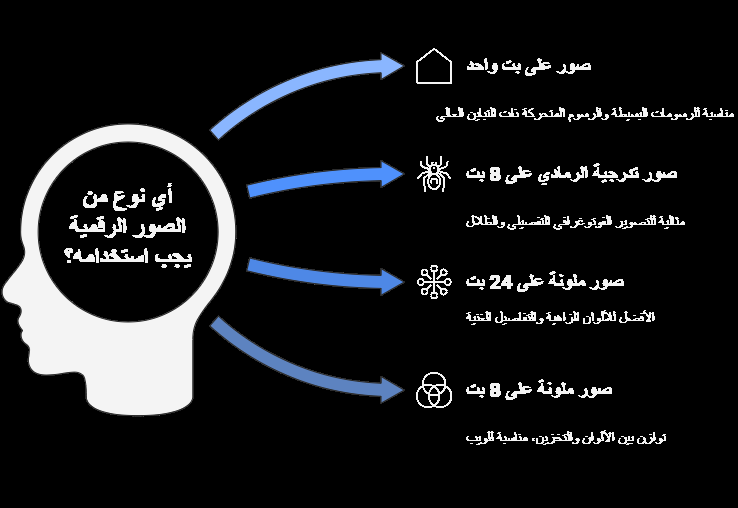 أي نوع من
الصور الرقمية
يجب استخدامه؟
صور على بت واحد
مناسبة للرسومات البسيطة والرسوم المتحركة ذات التباين العالي
صور تدرجية الرمادي على 8 بت
مثالية للتصوير الفوتوغرافي التفصيلي والظلال
صور ملونة على 24 بت
الأفضل للألوان الزاهية والتفاصيل الغنية
صور ملونة على 8 بت
توازن بين الألوان والتخزين، مناسبة للويب